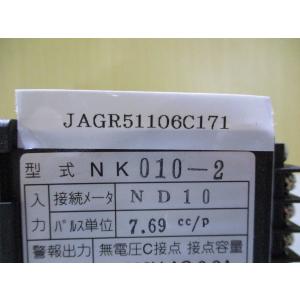 JAGR51106C171
型式 NK010-2
入力 接続メータ ND10
パルス単位 7.69 cc/p
警報出力 無電圧C接点 接点容量